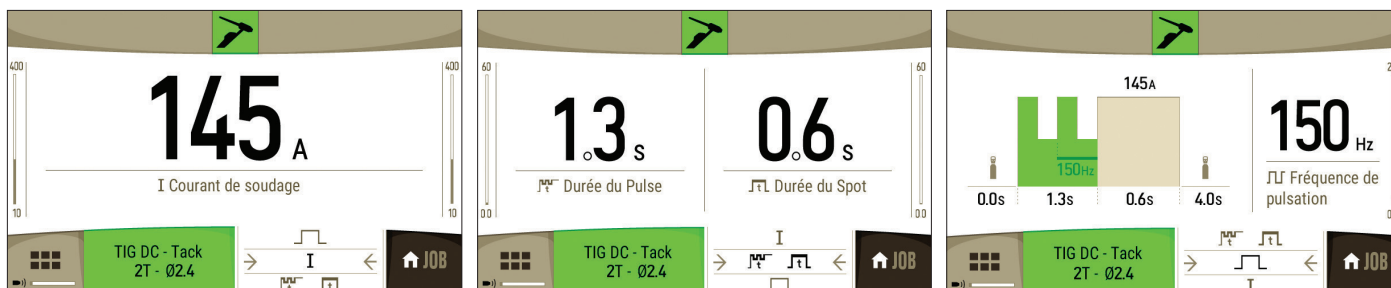 400
400
145 A
I Courant de soudage
10
10
TIG DC - Tack
2T - Ø2.4
I
t
t
JOB
60
60
1.3 s
0.6 s
t Durée du Pulse
t Durée du Spot
0.0
0.0
TIG DC - Tack
2T - Ø2.4
I
t
t
JOB
145A
150Hz
0.0s
1.3s
0.6s
4.0s
150 Hz
Fréquence de
pulsation
2
0
TIG DC - Tack
2T - Ø2.4
t
t
I
JOB